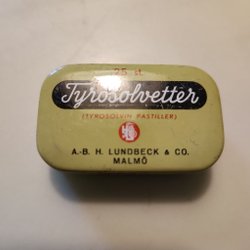 25 st.
Tyrosolvetter
(TYROSOLVIN PASTILLER)
A.-B. H. LUNDBECK & CO.
MALMÖ